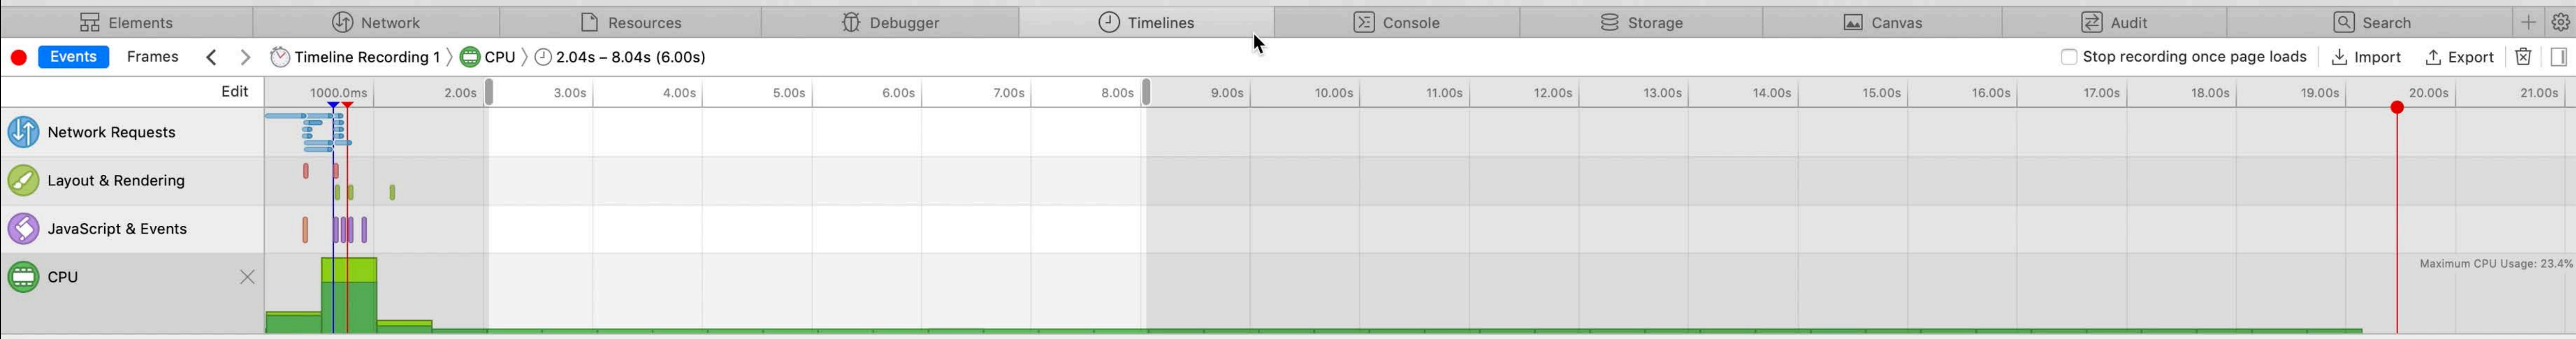 Elements Network Resources Debugger Timelines Console Storage Canvas Audit Search
Events Frames Timeline Recording 1 〉 CPU 〉 2.04s – 8.04s (6.00s) Stop recording once page loads Import Export
Edit 1000.0ms 2.00s 3.00s 4.00s 5.00s 6.00s 7.00s 8.00s 9.00s 10.00s 11.00s 12.00s 13.00s 14.00s 15.00s 16.00s 17.00s 18.00s 19.00s 20.00s 21.00s
Network Requests
Layout & Rendering
JavaScript & Events
CPU Maximum CPU Usage: 23.4%